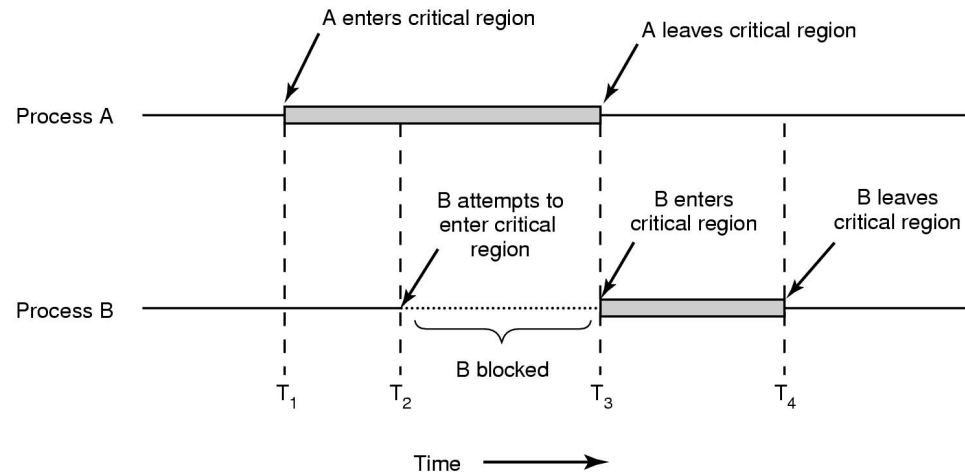 A enters critical region
A leaves critical region
Process A
B attempts to
enter critical
region
B enters
critical region
B leaves
critical region
Process B
B blocked
T₁
T₂
T₃
T₄
Time